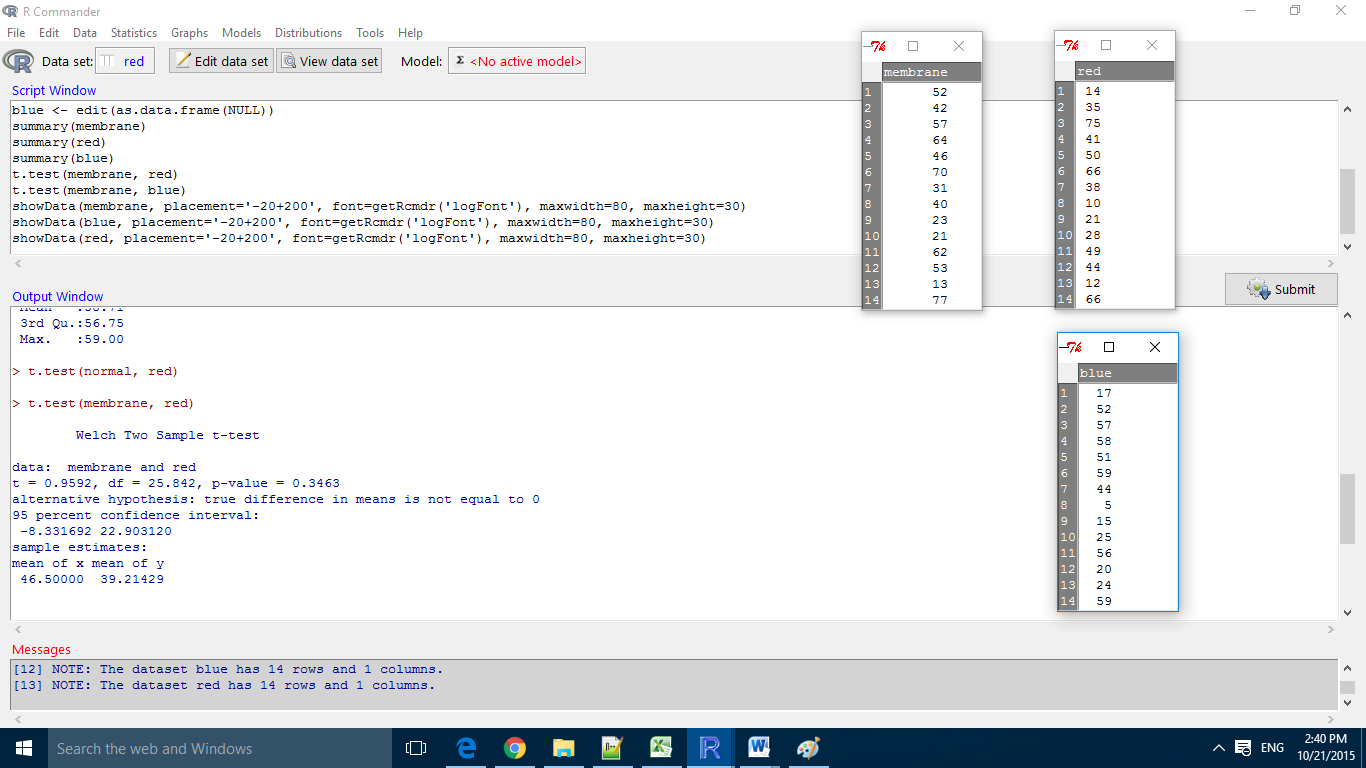 R Commander
File Edit Data Statistics Graphs Models Distributions Tools Help
Data set: red Edit data set View data set Model: Σ <No active model>
Script Window
blue <- edit(as.data.frame(NULL))
summary(membrane)
summary(red)
summary(blue)
t.test(membrane, red)
t.test(membrane, blue)
showData(membrane, placement='-20+200', font=getRcmdr('logFont'), maxwidth=80, maxheight=30)
showData(blue, placement='-20+200', font=getRcmdr('logFont'), maxwidth=80, maxheight=30)
showData(red, placement='-20+200', font=getRcmdr('logFont'), maxwidth=80, maxheight=30)
Submit
Output Window
3rd Qu.:56.75
Max. :59.00
> t.test(normal, red)
> t.test(membrane, red)
Welch Two Sample t-test
data: membrane and red
t = 0.9592, df = 25.842, p-value = 0.3463
alternative hypothesis: true difference in means is not equal to 0
95 percent confidence interval:
-8.331692 22.903120
sample estimates:
mean of x mean of y
46.50000 39.21429
Messages
[12] NOTE: The dataset blue has 14 rows and 1 columns.
[13] NOTE: The dataset red has 14 rows and 1 columns.
membrane
1 52
2 42
3 57
4 64
5 46
6 70
7 31
8 40
9 23
10 21
11 62
12 53
13 13
14 77
red
1 14
2 35
3 75
4 41
5 50
6 66
7 38
8 10
9 21
10 28
11 49
12 44
13 12
14 66
blue
1 17
2 52
3 57
4 58
5 51
6 59
7 44
8 5
9 15
10 25
11 56
12 20
13 24
14 59
Search the web and Windows
ENG
2:40 PM
10/21/2015